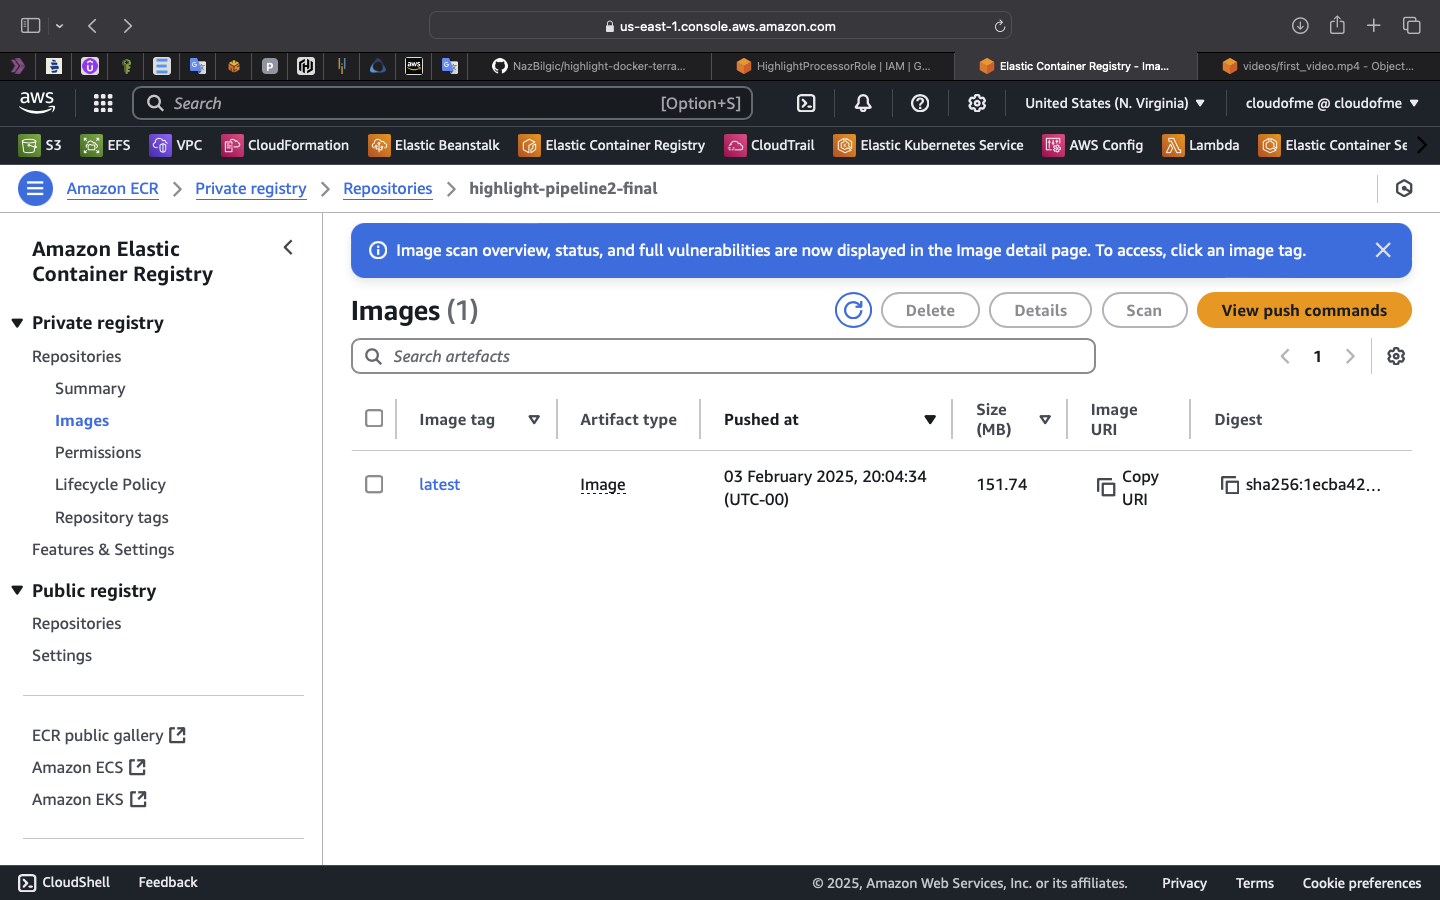 us-east-1.console.aws.amazon.com
NazBilgic/highlight-docker-terra...
HighlightProcessorRole | IAM | G...
Elastic Container Registry - Ima...
videos/first_video.mp4 - Object...
aws
Search
[Option+S]
United States (N. Virginia)
cloudofme @ cloudofme
S3
EFS
VPC
CloudFormation
Elastic Beanstalk
Elastic Container Registry
CloudTrail
Elastic Kubernetes Service
AWS Config
Lambda
Elastic Container Se
Amazon ECR
Private registry
Repositories
highlight-pipeline2-final
Amazon Elastic
Container Registry
Private registry
Repositories
Summary
Images
Permissions
Lifecycle Policy
Repository tags
Features & Settings
Public registry
Repositories
Settings
ECR public gallery
Amazon ECS
Amazon EKS
Image scan overview, status, and full vulnerabilities are now displayed in the Image detail page. To access, click an image tag.
Images (1)
Delete
Details
Scan
View push commands
Search artefacts
1
Image tag
Artifact type
Pushed at
Size
(MB)
Image
URI
Digest
latest
Image
03 February 2025, 20:04:34
(UTC-00)
151.74
Copy
URI
sha256:1ecba42...
CloudShell
Feedback
© 2025, Amazon Web Services, Inc. or its affiliates.
Privacy
Terms
Cookie preferences